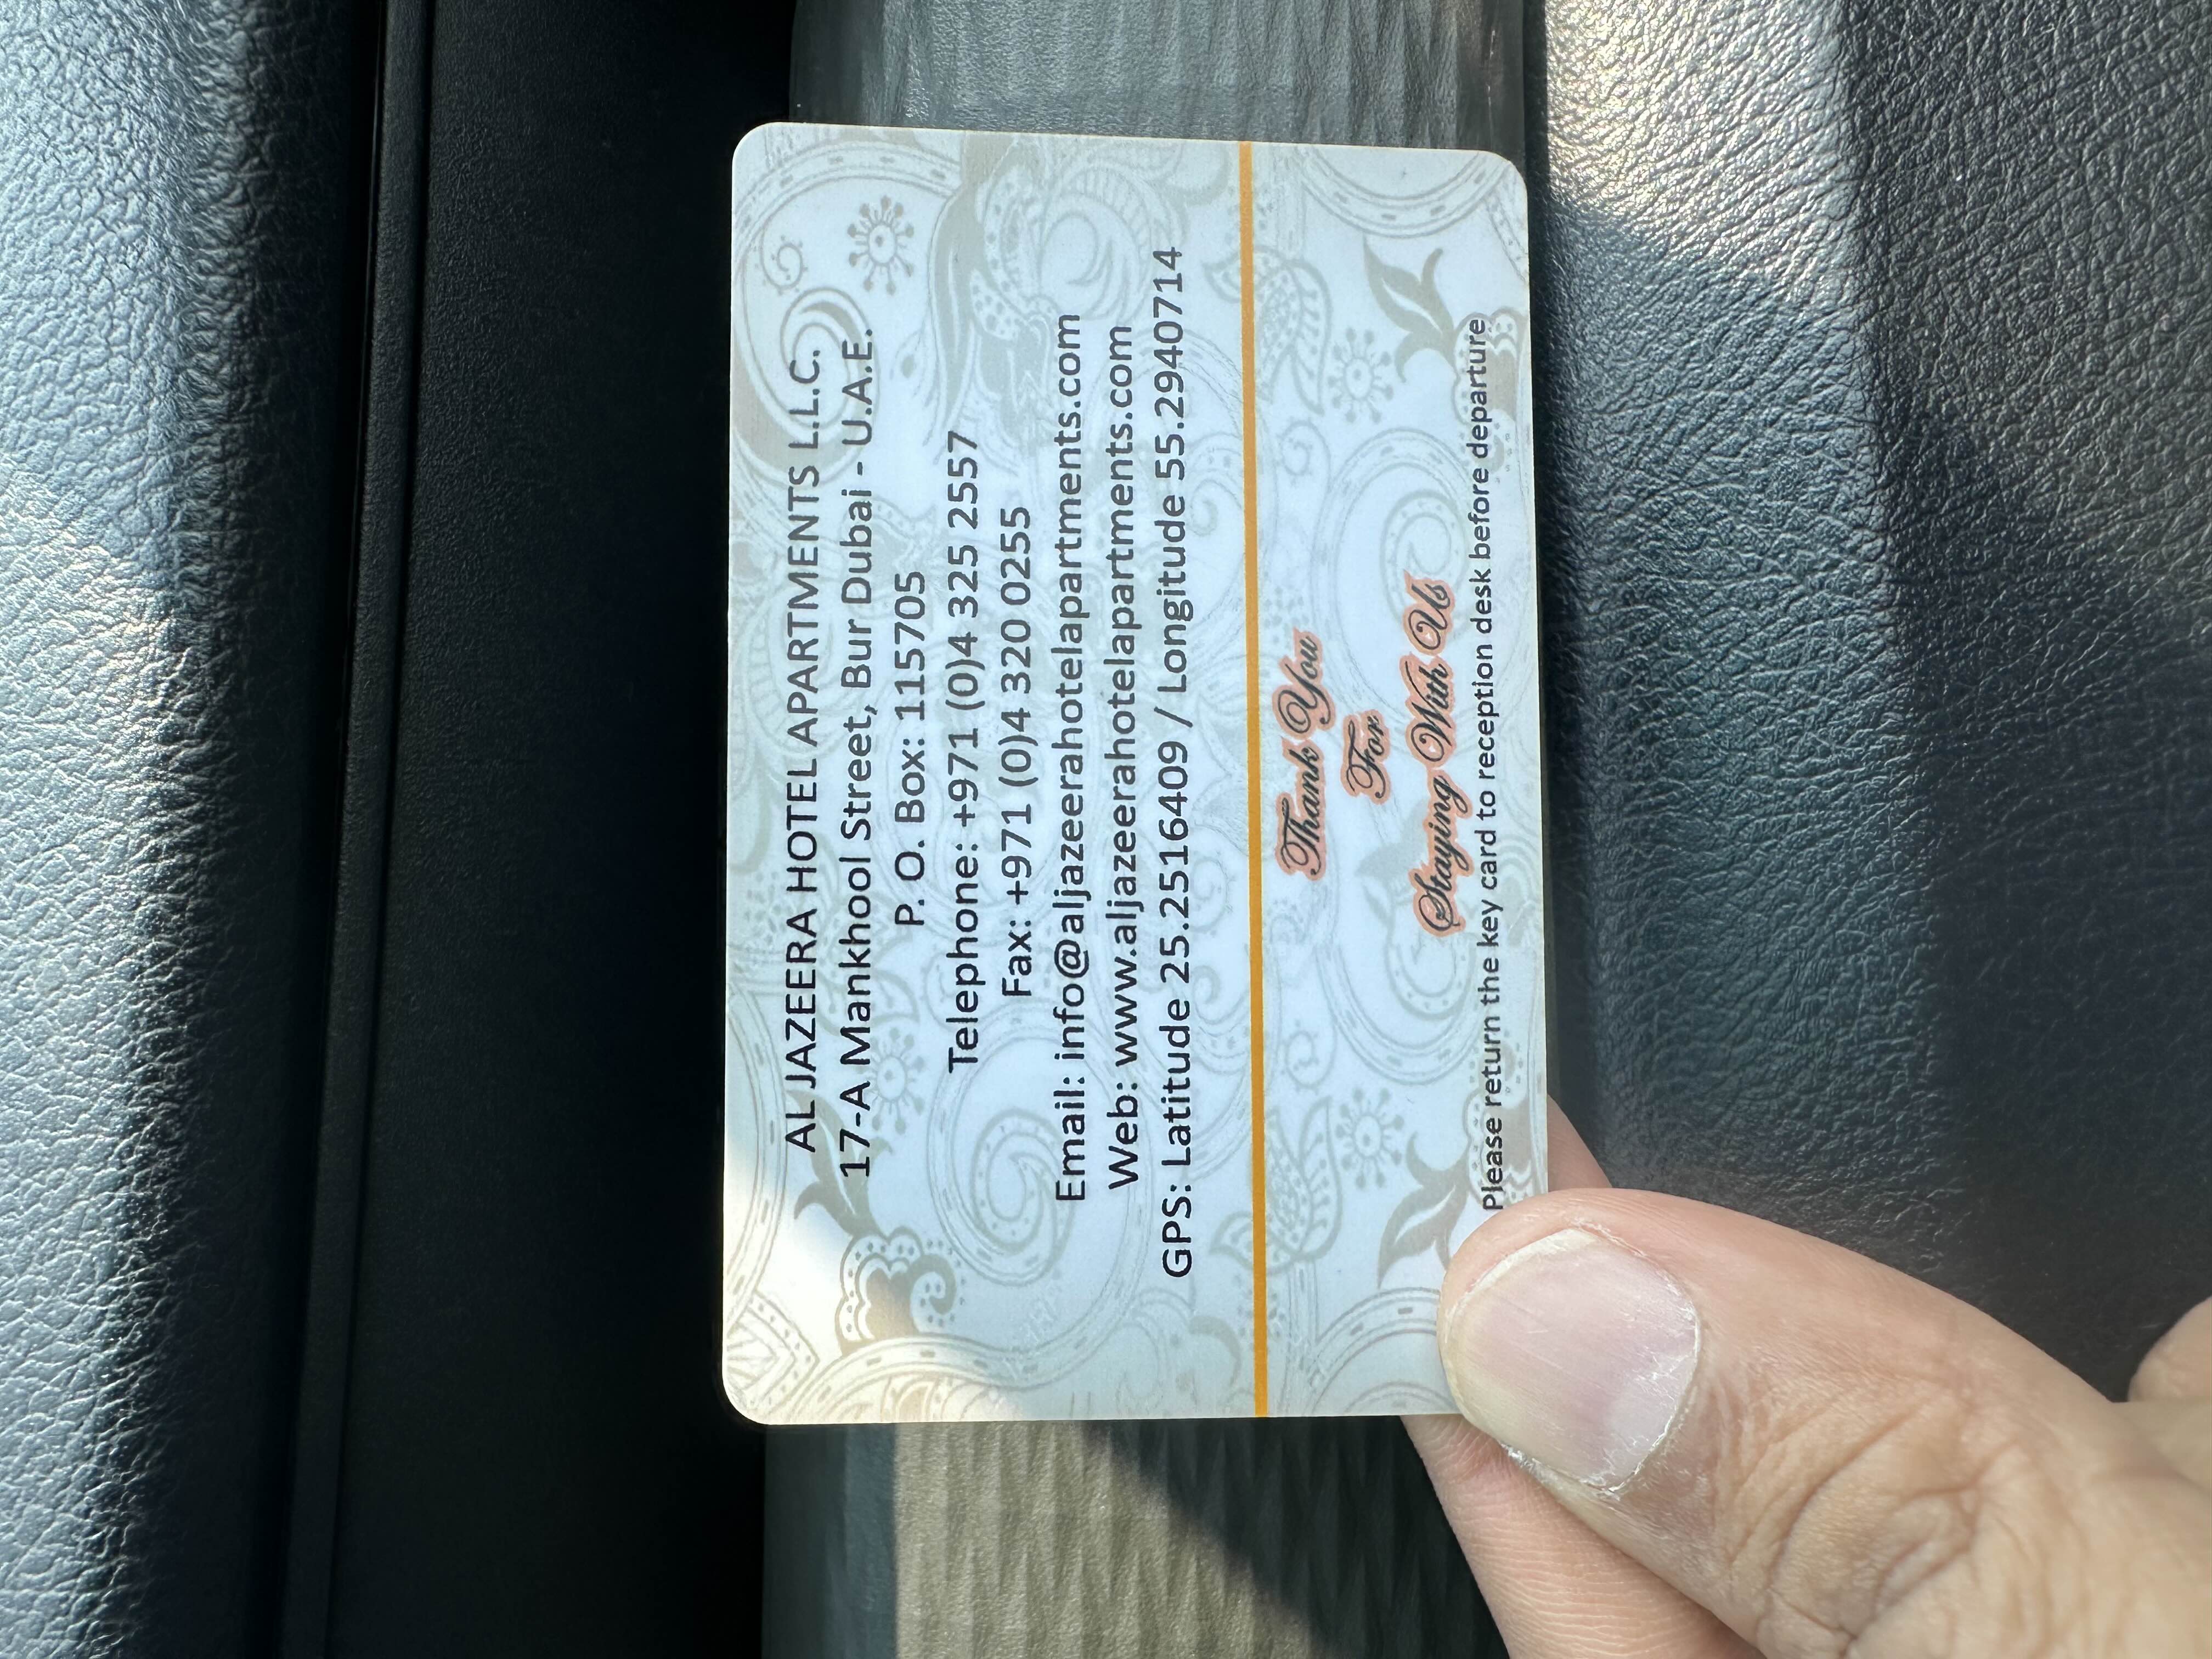 AL JAZEERA HOTEL APARTMENTS L.L.C.
17-A Mankhool Street, Bur Dubai - U.A.E.
P. O. Box: 115705
Telephone: +971 (0)4 325 2557
Fax: +971 (0)4 320 0255
Email: info@aljazeerahotelapartments.com
Web: www.aljazeerahotelapartments.com
GPS: Latitude 25.2516409 / Longitude 55.2940714
Thank You
For
Staying With Us
Please return the key card to reception desk before departure